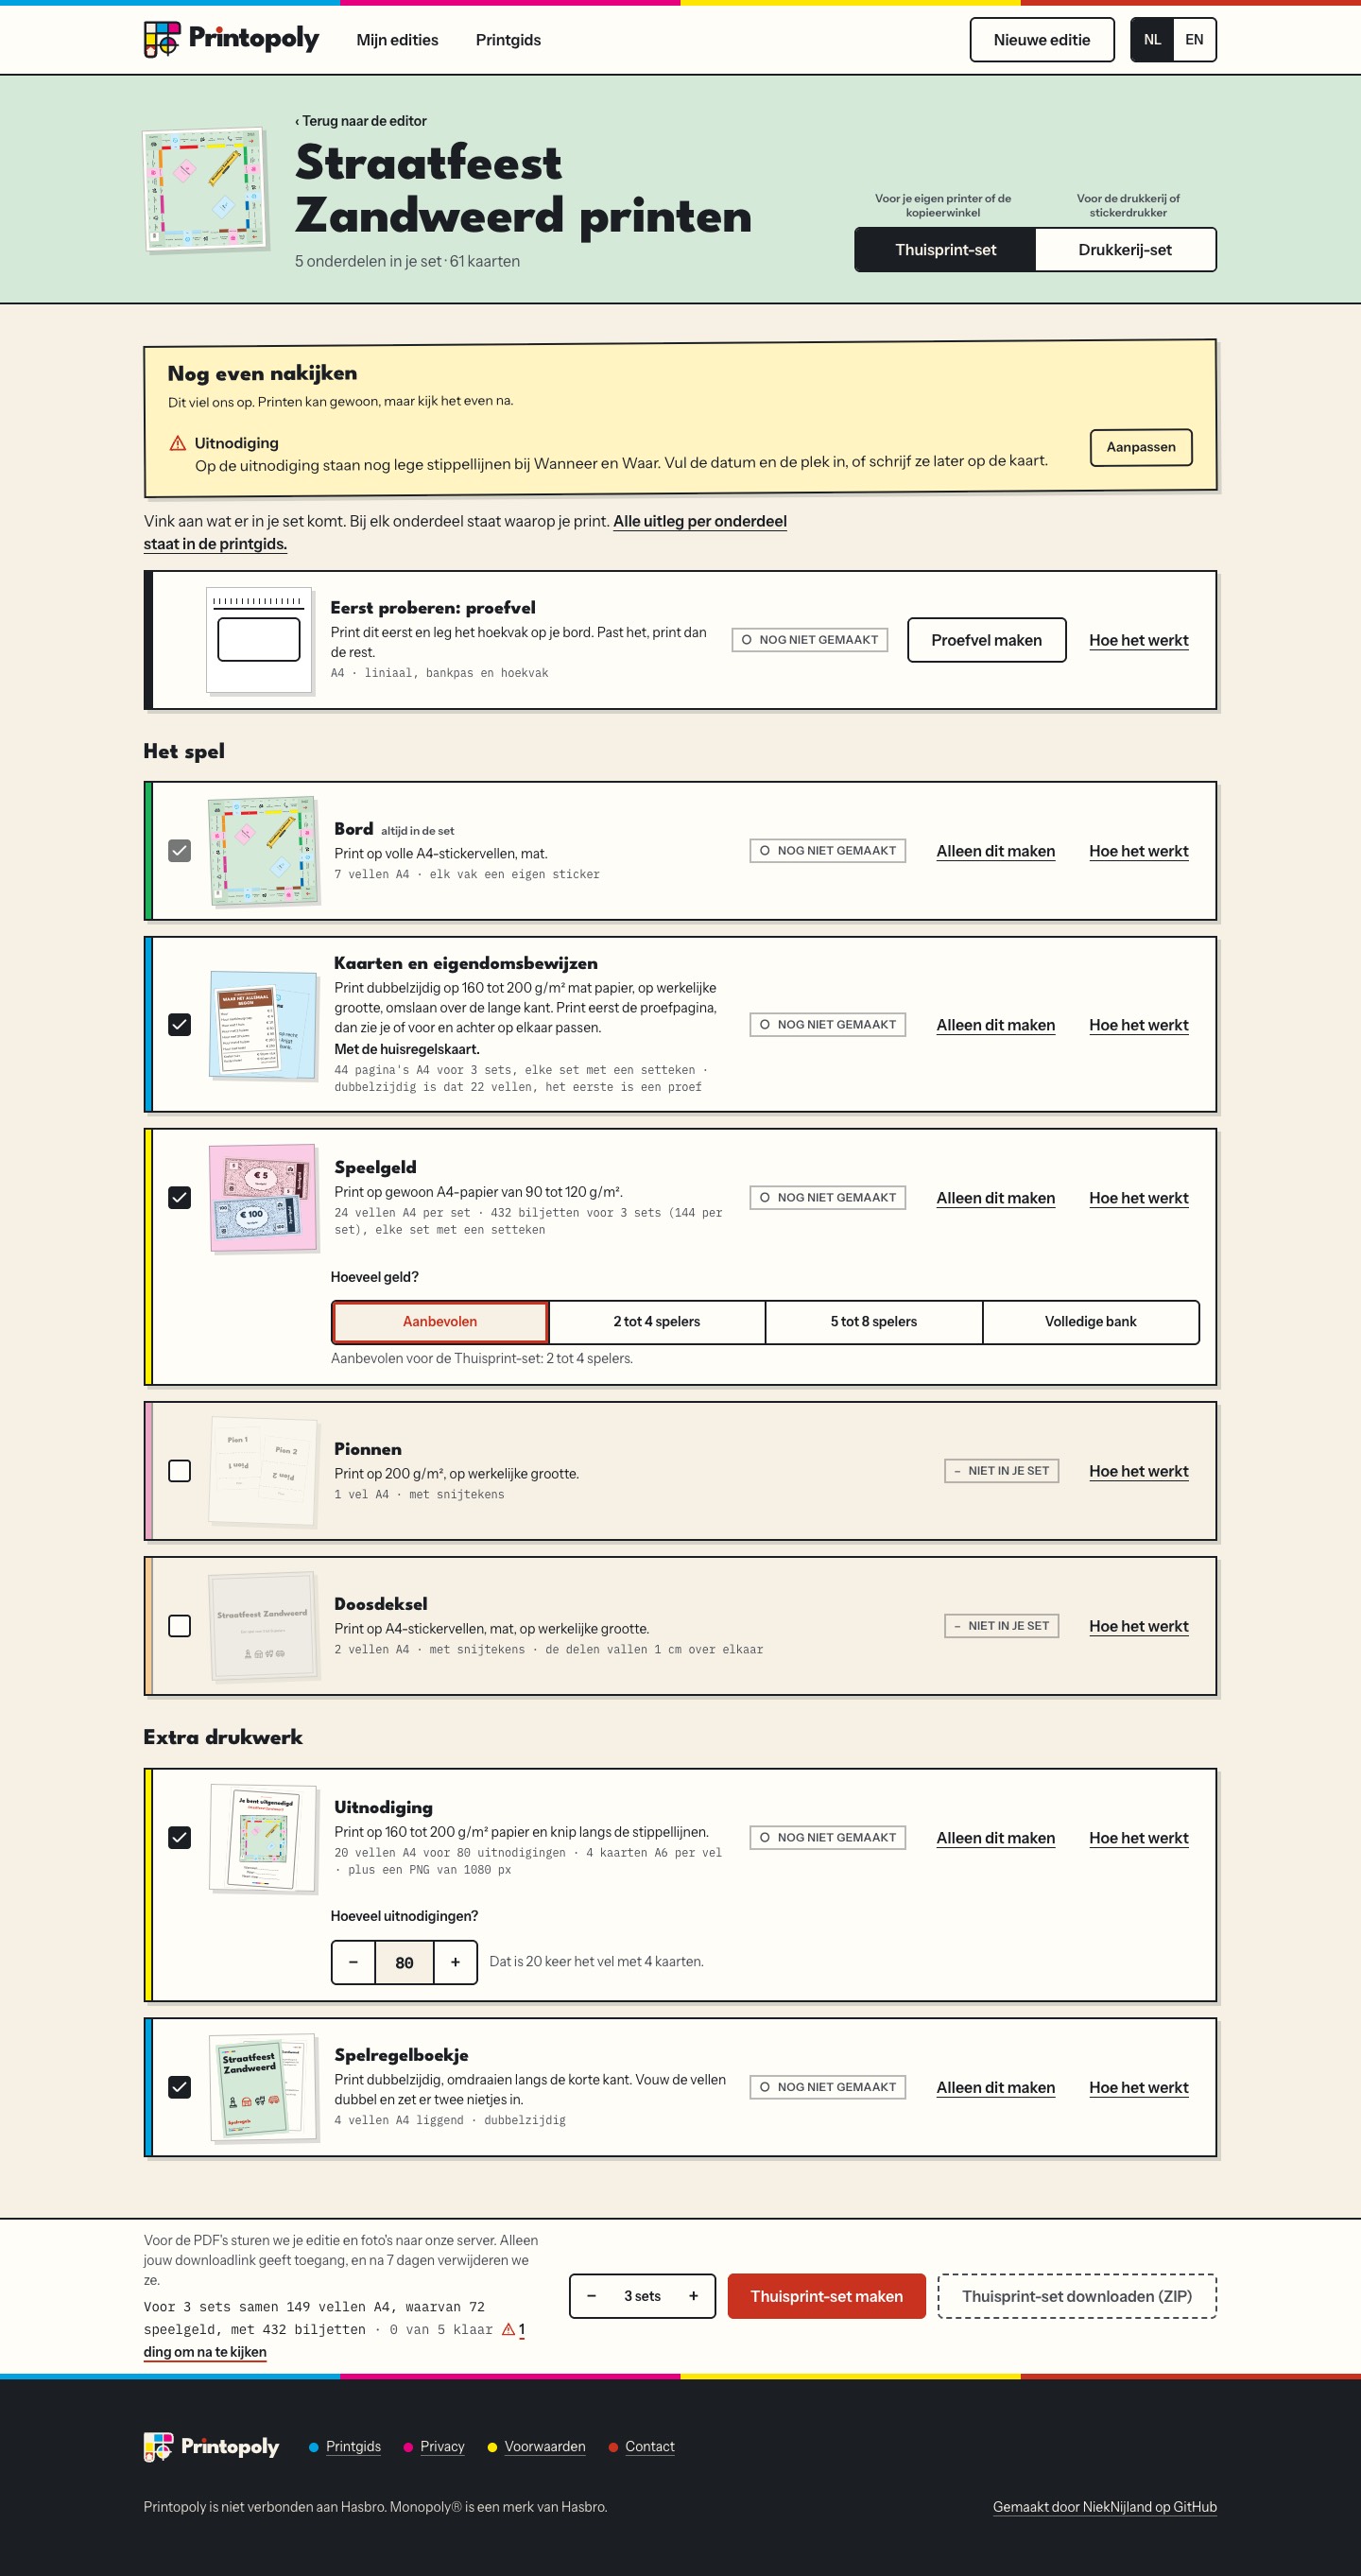 Printopoly
Mijn edities
Printgids
Nieuwe editie
NL
EN
‹ Terug naar de editor
Straatfeest
Zandweerd printen
5 onderdelen in je set · 61 kaarten
Voor je eigen printer of de
kopieerwinkel
Voor de drukkerij of
stickerdrukker
Thuisprint-set
Drukkerij-set
Nog even nakijken
Dit viel ons op. Printen kan gewoon, maar kijk het even na.
Uitnodiging
Op de uitnodiging staan nog lege stippellijnen bij Wanneer en Waar. Vul de datum en de plek in, of schrijf ze later op de kaart.
Aanpassen
Vink aan wat er in je set komt. Bij elk onderdeel staat waarop je print. Alle uitleg per onderdeel
staat in de printgids.
Eerst proberen: proefvel
Print dit eerst en leg het hoekvak op je bord. Past het, print dan
de rest.
A4 · liniaal, bankpas en hoekvak
NOG NIET GEMAAKT
Proefvel maken
Hoe het werkt
Het spel
Bord altijd in de set
Print op volle A4-stickervellen, mat.
7 vellen A4 · elk vak een eigen sticker
NOG NIET GEMAAKT
Alleen dit maken
Hoe het werkt
WAAR HET ALLEMAAL
BEGON
Kaarten en eigendomsbewijzen
Print dubbelzijdig op 160 tot 200 g/m² mat papier, op werkelijke
grootte, omslaan over de lange kant. Print eerst de proefpagina,
dan zie je of voor en achter op elkaar passen.
Met de huisregelskaart.
44 pagina's A4 voor 3 sets, elke set met een setteken ·
dubbelzijdig is dat 22 vellen, het eerste is een proef
NOG NIET GEMAAKT
Alleen dit maken
Hoe het werkt
€ 5
€ 100
Speelgeld
Print op gewoon A4-papier van 90 tot 120 g/m².
24 vellen A4 per set · 432 biljetten voor 3 sets (144 per
set), elke set met een setteken
NOG NIET GEMAAKT
Alleen dit maken
Hoe het werkt
Hoeveel geld?
Aanbevolen
2 tot 4 spelers
5 tot 8 spelers
Volledige bank
Aanbevolen voor de Thuisprint-set: 2 tot 4 spelers.
Pion 1
Pion 2
Pion 1
Pion 2
Pionnen
Print op 200 g/m², op werkelijke grootte.
1 vel A4 · met snijtekens
– NIET IN JE SET
Hoe het werkt
Straatfeest Zandweerd
Doosdeksel
Print op A4-stickervellen, mat, op werkelijke grootte.
2 vellen A4 · met snijtekens · de delen vallen 1 cm over elkaar
– NIET IN JE SET
Hoe het werkt
Extra drukwerk
Je bent uitgenodigd
Uitnodiging
Print op 160 tot 200 g/m² papier en knip langs de stippellijnen.
20 vellen A4 voor 80 uitnodigingen · 4 kaarten A6 per vel
· plus een PNG van 1080 px
NOG NIET GEMAAKT
Alleen dit maken
Hoe het werkt
Hoeveel uitnodigingen?
− 80 +
Dat is 20 keer het vel met 4 kaarten.
Straatfeest
Zandweerd
Spelregels
Spelregelboekje
Print dubbelzijdig, omdraaien langs de korte kant. Vouw de vellen
dubbel en zet er twee nietjes in.
4 vellen A4 liggend · dubbelzijdig
NOG NIET GEMAAKT
Alleen dit maken
Hoe het werkt
Voor de PDF's sturen we je editie en foto's naar onze server. Alleen
jouw downloadlink geeft toegang, en na 7 dagen verwijderen we
ze.
Voor 3 sets samen 149 vellen A4, waarvan 72
speelgeld, met 432 biljetten · 0 van 5 klaar 1
ding om na te kijken
− 3 sets +
Thuisprint-set maken
Thuisprint-set downloaden (ZIP)
Printopoly
Printgids
Privacy
Voorwaarden
Contact
Printopoly is niet verbonden aan Hasbro. Monopoly® is een merk van Hasbro.
Gemaakt door NiekNijland op GitHub